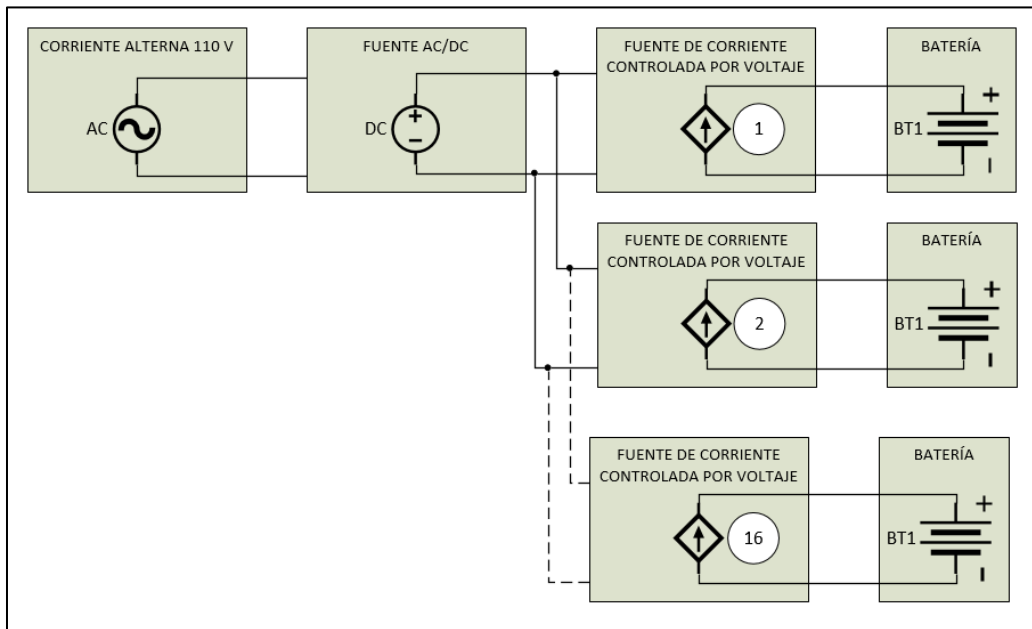 CORRIENTE ALTERNA 110 V
AC
FUENTE AC/DC
DC
+
−
FUENTE DE CORRIENTE
CONTROLADA POR VOLTAJE
1
BATERÍA
BT1
+
−
FUENTE DE CORRIENTE
CONTROLADA POR VOLTAJE
2
BATERÍA
BT1
+
−
FUENTE DE CORRIENTE
CONTROLADA POR VOLTAJE
16
BATERÍA
BT1
+
−